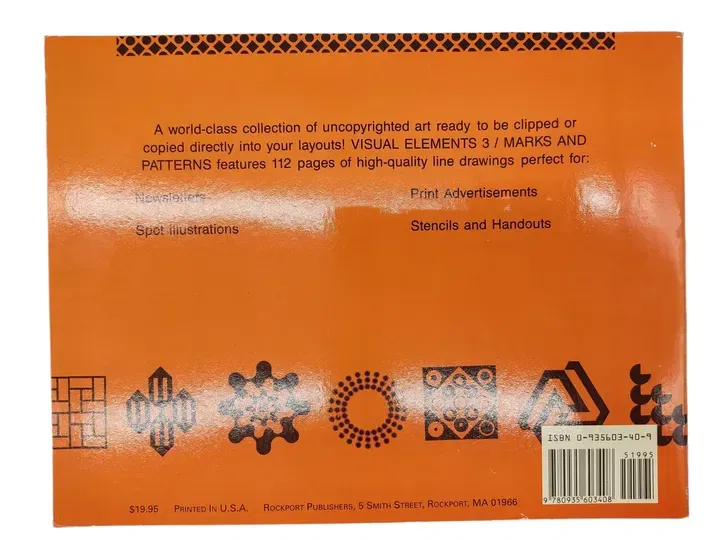 A world-class collection of uncopyrighted art ready to be clipped or
copied directly into your layouts! VISUAL ELEMENTS 3 / MARKS AND
PATTERNS features 112 pages of high-quality line drawings perfect for:
Newsletters
Print Advertisements
Spot Illustrations
Stencils and Handouts
ISBN 0-935603-40-9
51995
9 780935 603408
$19.95 PRINTED IN U.S.A. ROCKPORT PUBLISHERS, 5 SMITH STREET, ROCKPORT, MA 01966